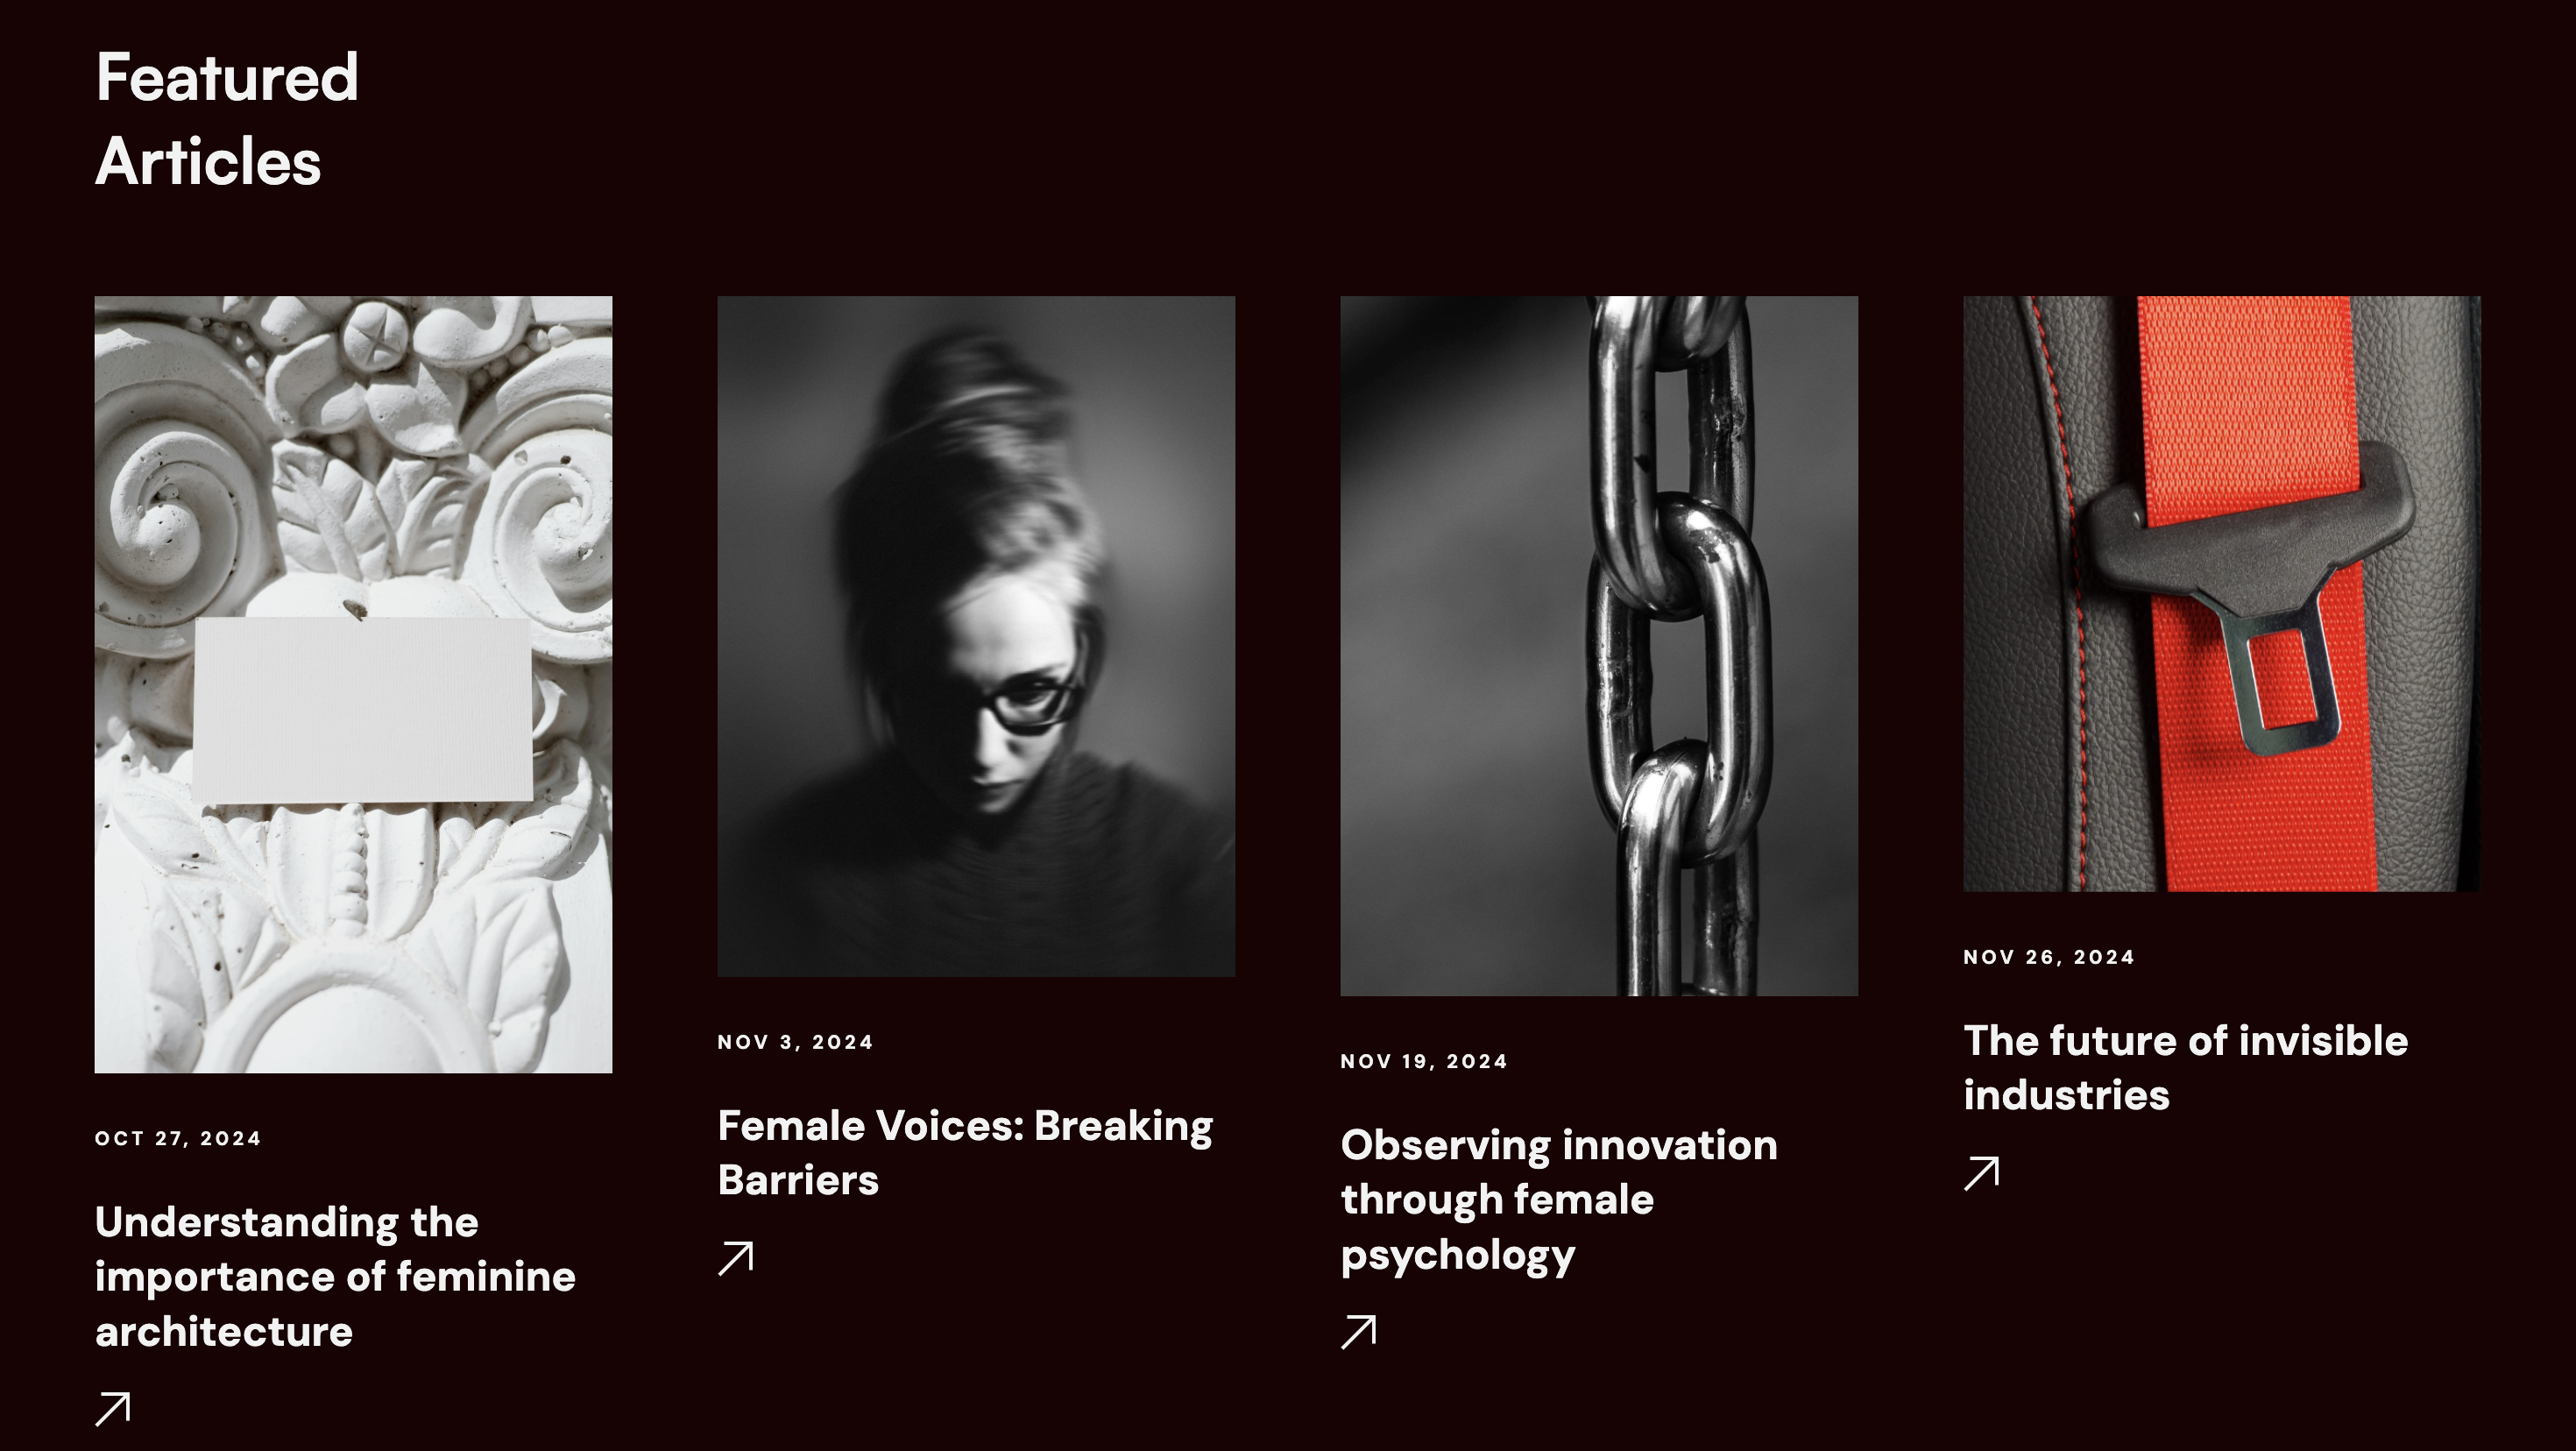 Featured
Articles
OCT 27, 2024
Understanding the
importance of feminine
architecture
NOV 3, 2024
Female Voices: Breaking
Barriers
NOV 19, 2024
Observing innovation
through female
psychology
NOV 26, 2024
The future of invisible
industries